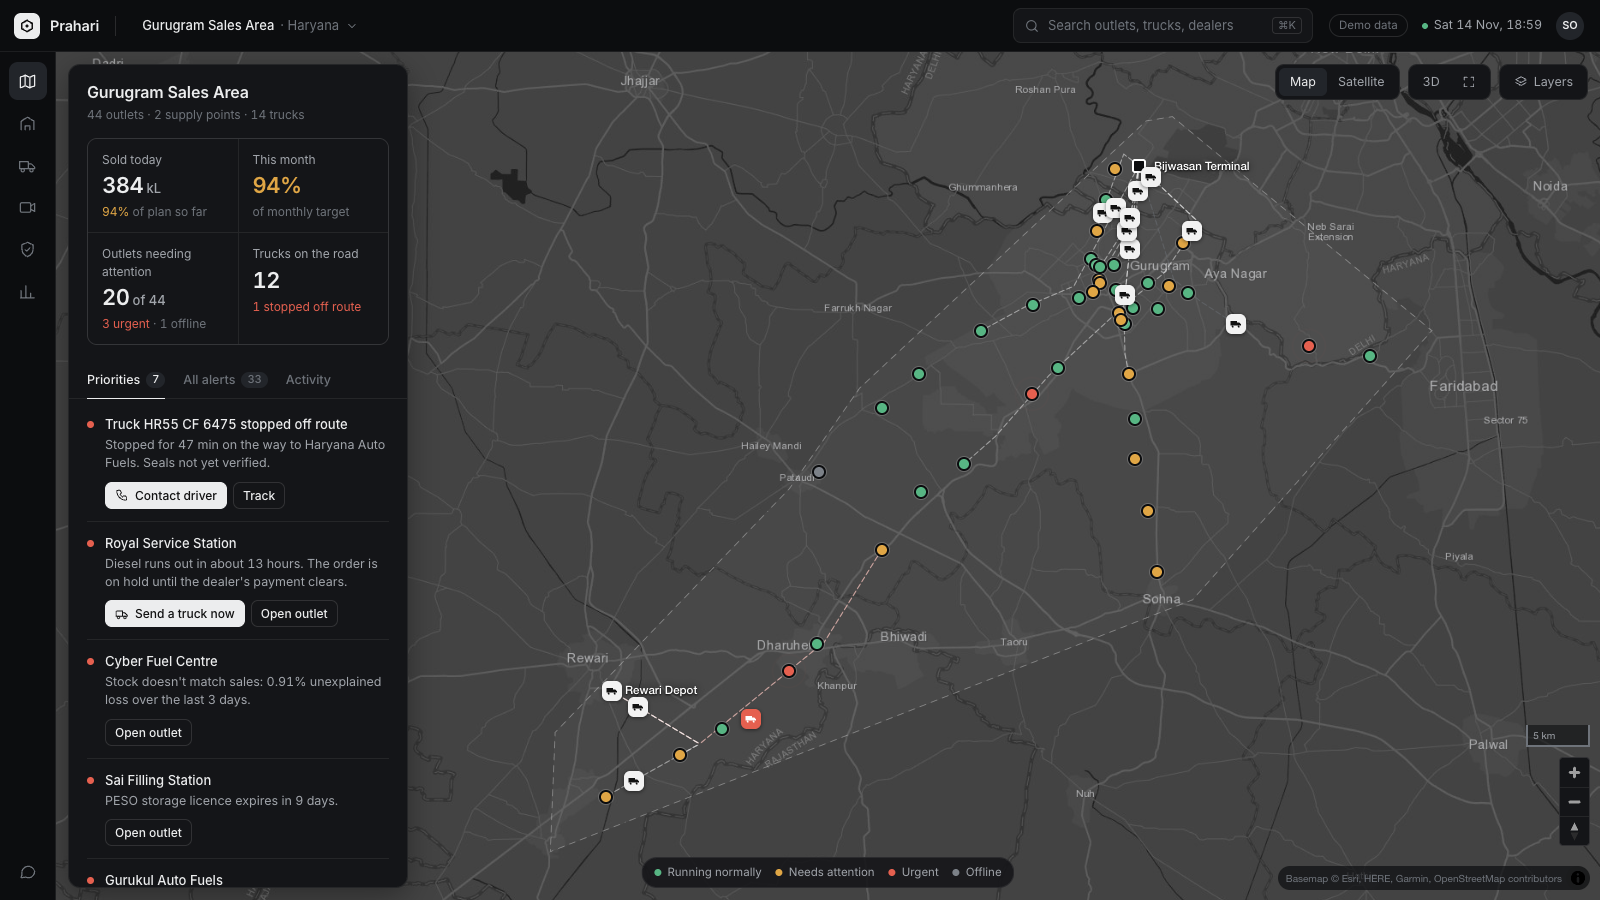 Prahari
Gurugram Sales Area · Haryana
Search outlets, trucks, dealers
⌘K
Demo data
Sat 14 Nov, 18:59
SO
Gurugram Sales Area
44 outlets · 2 supply points · 14 trucks
Sold today
384 kL
94% of plan so far
This month
94%
of monthly target
Outlets needing
attention
20 of 44
3 urgent · 1 offline
Trucks on the road
12
1 stopped off route
Priorities 7
All alerts 33
Activity
Truck HR55 CF 6475 stopped off route
Stopped for 47 min on the way to Haryana Auto
Fuels. Seals not yet verified.
Contact driver
Track
Royal Service Station
Diesel runs out in about 13 hours. The order is
on hold until the dealer's payment clears.
Send a truck now
Open outlet
Cyber Fuel Centre
Stock doesn't match sales: 0.91% unexplained
loss over the last 3 days.
Open outlet
Sai Filling Station
PESO storage licence expires in 9 days.
Open outlet
Gurukul Auto Fuels
Map
Satellite
3D
Layers
Dadri
Jhajjar
HARYANA
DELHI
Roshan Pura
Bijwasan Terminal
Ghummanhera
Noida
Neb Sarai
Extension
Gurugram
Aya Nagar
HARYANA
Farrukh Nagar
DELHI
Faridabad
Sector 75
Hailey Mandi
Pataudi
Piyala
Sohna
Dharuhe
Bhiwadi
Taoru
Rewari
Khanpur
Rewari Depot
HARYANA
RAJASTHAN
Palwal
5 km
Nuh
Running normally
Needs attention
Urgent
Offline
Basemap © Esri, HERE, Garmin, OpenStreetMap contributors